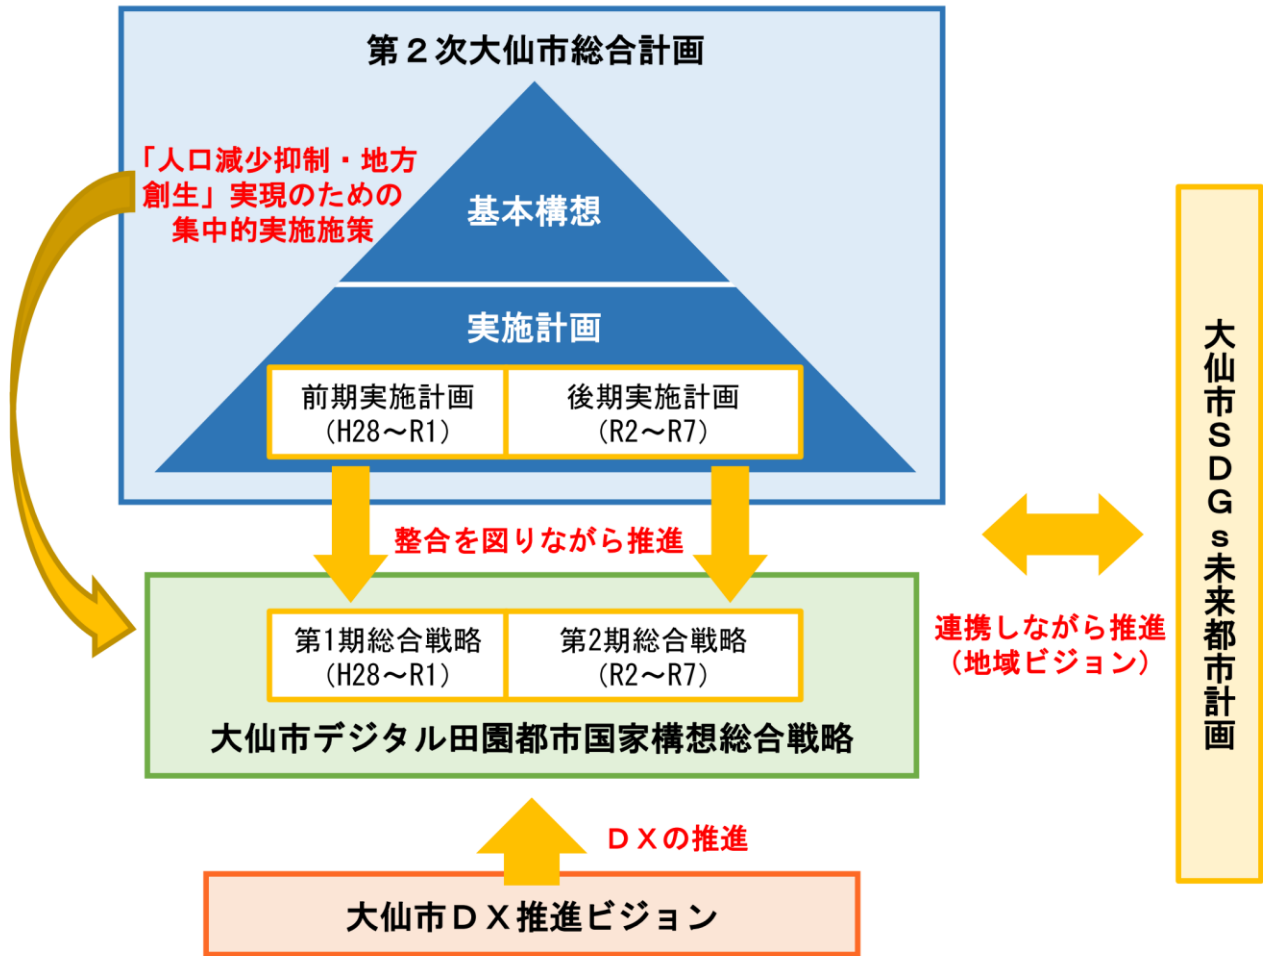 第２次大仙市総合計画
「人口減少抑制・地方
創生」実現のための
集中的実施施策
基本構想
実施計画
前期実施計画
(H28～R1)
後期実施計画
(R2～R7)
整合を図りながら推進
第1期総合戦略
(H28～R1)
第2期総合戦略
(R2～R7)
大仙市デジタル田園都市国家構想総合戦略
連携しながら推進
(地域ビジョン)
大仙市ＳＤＧｓ未来都市計画
ＤＸの推進
大仙市ＤＸ推進ビジョン